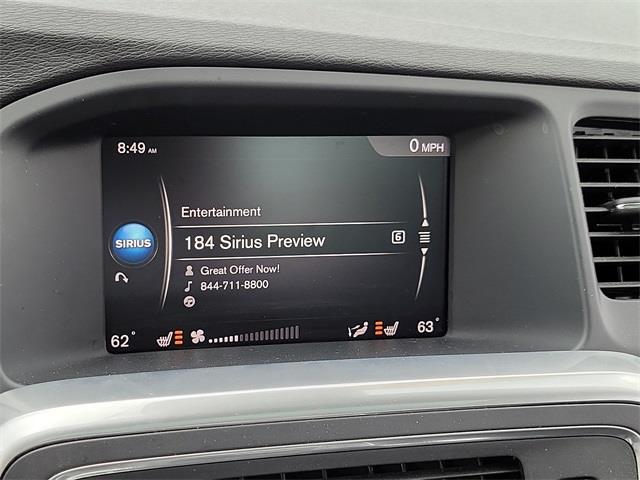 8:49 AM
0 MPH
Entertainment
SIRIUS
184 Sirius Preview
6
Great Offer Now!
844-711-8800
62°
63°